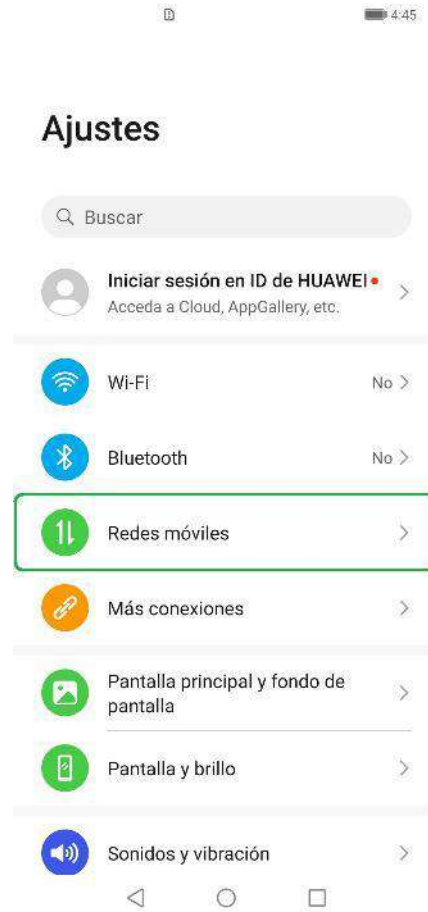 4:45
Ajustes
Buscar
Iniciar sesión en ID de HUAWEI
Acceda a Cloud, AppGallery, etc.
Wi-Fi No
Bluetooth No
Redes móviles
Más conexiones
Pantalla principal y fondo de
pantalla
Pantalla y brillo
Sonidos y vibración